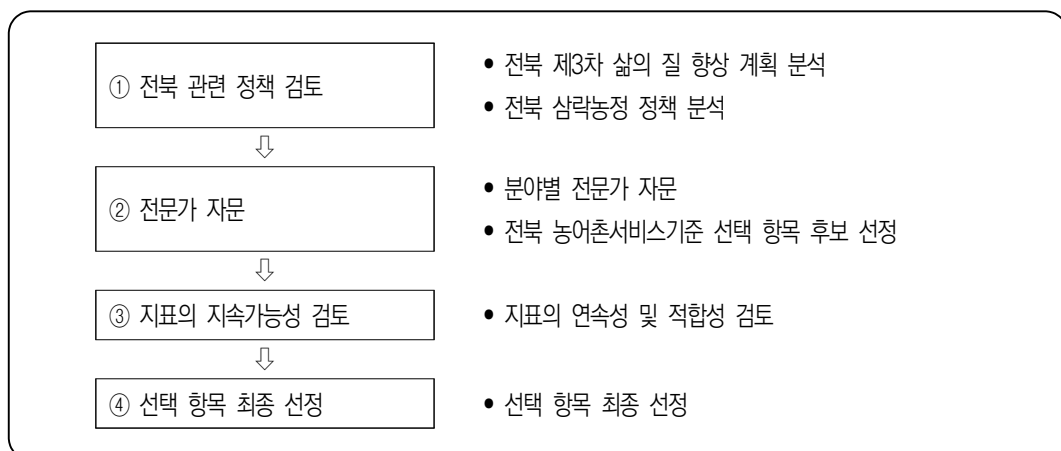 ① 전북 관련 정책 검토
• 전북 제3차 삶의 질 향상 계획 분석
• 전북 삼락농정 정책 분석
⇩
② 전문가 자문
• 분야별 전문가 자문
• 전북 농어촌서비스기준 선택 항목 후보 선정
⇩
③ 지표의 지속가능성 검토
• 지표의 연속성 및 적합성 검토
⇩
④ 선택 항목 최종 선정
• 선택 항목 최종 선정